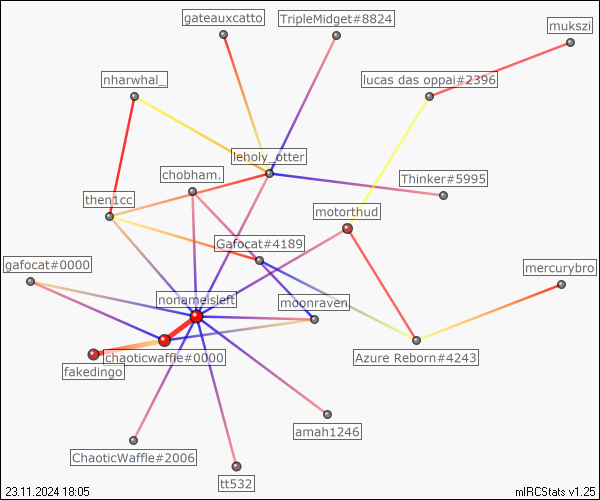 gateauxcatto
TripleMidget#8824
mukszi
nharwhal_
lucas das oppai#2396
leholy_otter
chobham.
Thinker#5995
then1cc
motorthud
Gafocat#4189
gafocat#0000
mercurybro
nonameisleft
moonraven
chaoticwaffle#0000
Azure Reborn#4243
fakedingo
amah1246
ChaoticWaffle#2006
tt532
23.11.2024 18:05
mIRCStats v1.25